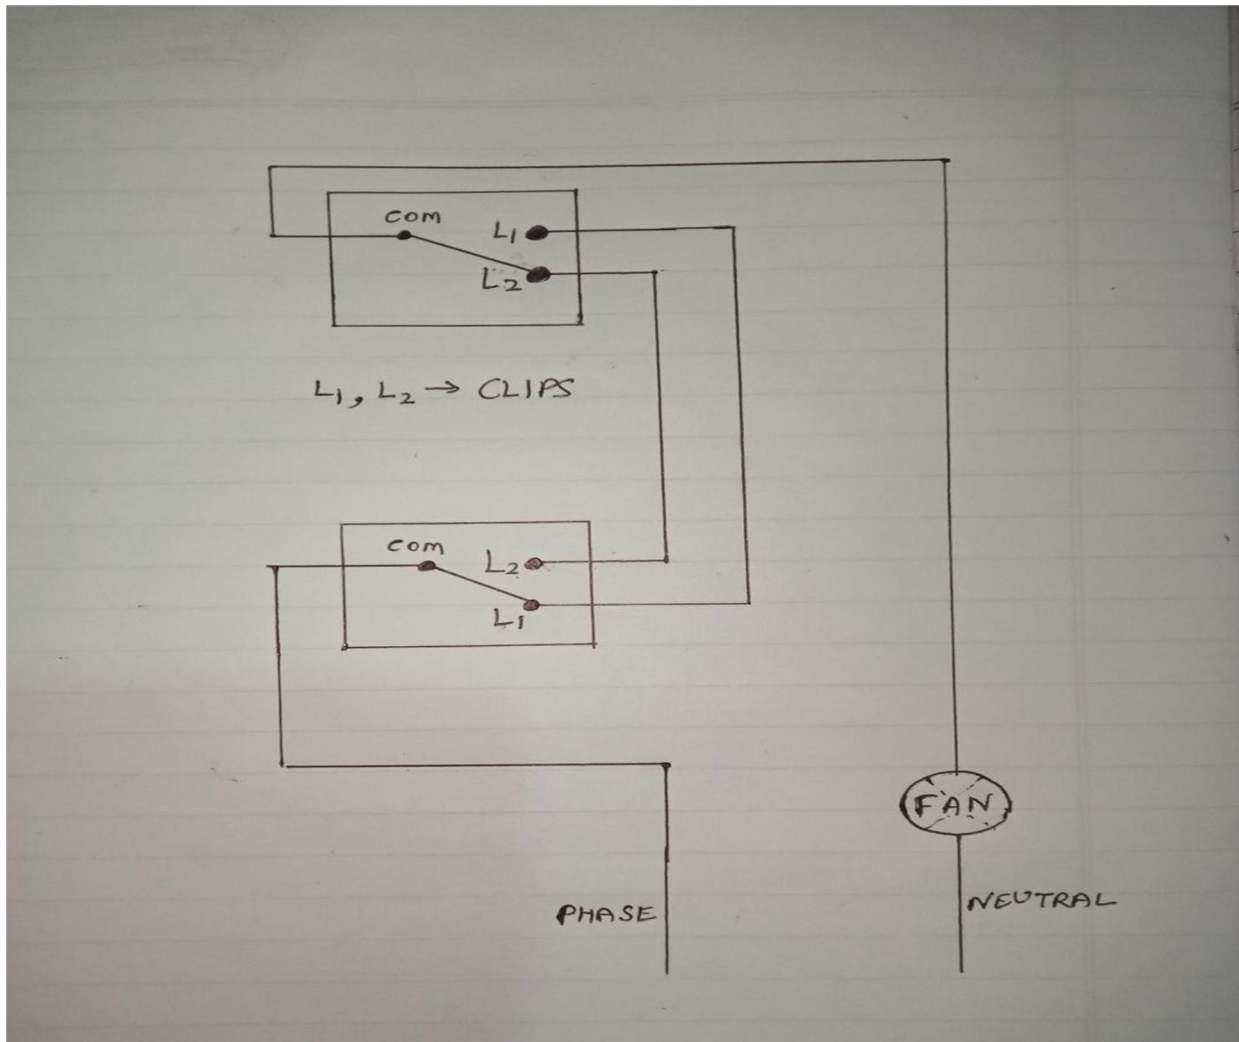 com L1
L2
L1, L2 → CLIPS
com L2
L1
FAN
PHASE
NEUTRAL